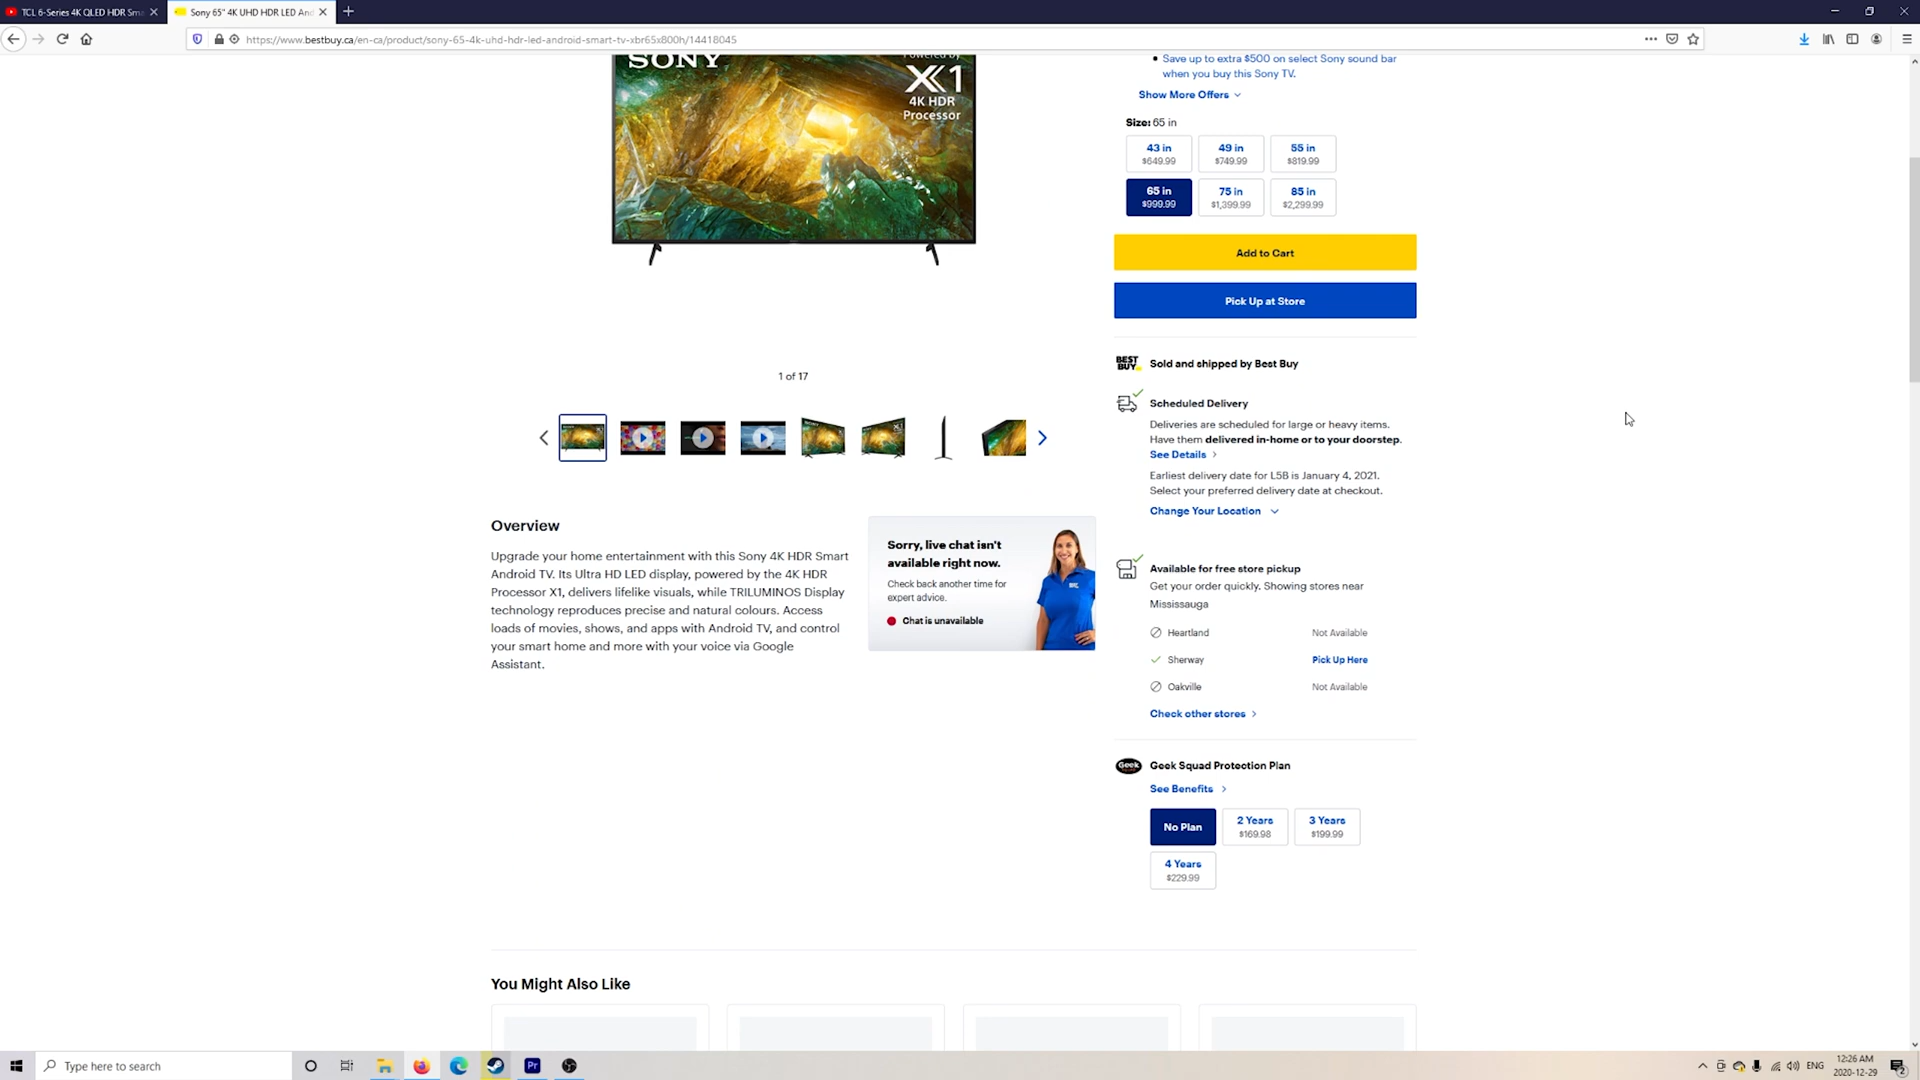 TCL 6-Series 4K QLED HDR Sma
Sony 65" 4K UHD HDR LED And
https://www.bestbuy.ca/en-ca/product/sony-65-4k-uhd-hdr-led-android-smart-tv-xbr65x800h/14418045
SONY
Powered by
X1
4K HDR
Processor
Save up to extra $500 on select Sony sound bar
when you buy this Sony TV.
Show More Offers
Size: 65 in
43 in
$649.99
49 in
$749.99
55 in
$819.99
65 in
$999.99
75 in
$1,399.99
85 in
$2,299.99
Add to Cart
Pick Up at Store
1 of 17
BEST
BUY
Sold and shipped by Best Buy
Scheduled Delivery
Deliveries are scheduled for large or heavy items.
Have them delivered in-home or to your doorstep.
See Details
Earliest delivery date for L5B is January 4, 2021.
Select your preferred delivery date at checkout.
Change Your Location
Overview
Upgrade your home entertainment with this Sony 4K HDR Smart
Android TV. Its Ultra HD LED display, powered by the 4K HDR
Processor X1, delivers lifelike visuals, while TRILUMINOS Display
technology reproduces precise and natural colours. Access
loads of movies, shows, and apps with Android TV, and control
your smart home and more with your voice via Google
Assistant.
Sorry, live chat isn't
available right now.
Check back another time for
expert advice.
Chat is unavailable
Available for free store pickup
Get your order quickly. Showing stores near
Mississauga
Heartland Not Available
Sherway Pick Up Here
Oakville Not Available
Check other stores
Geek
Geek Squad Protection Plan
See Benefits
No Plan
2 Years
$169.98
3 Years
$199.99
4 Years
$229.99
You Might Also Like
Type here to search
Pr
ENG
12:26 AM
2020-12-29
2